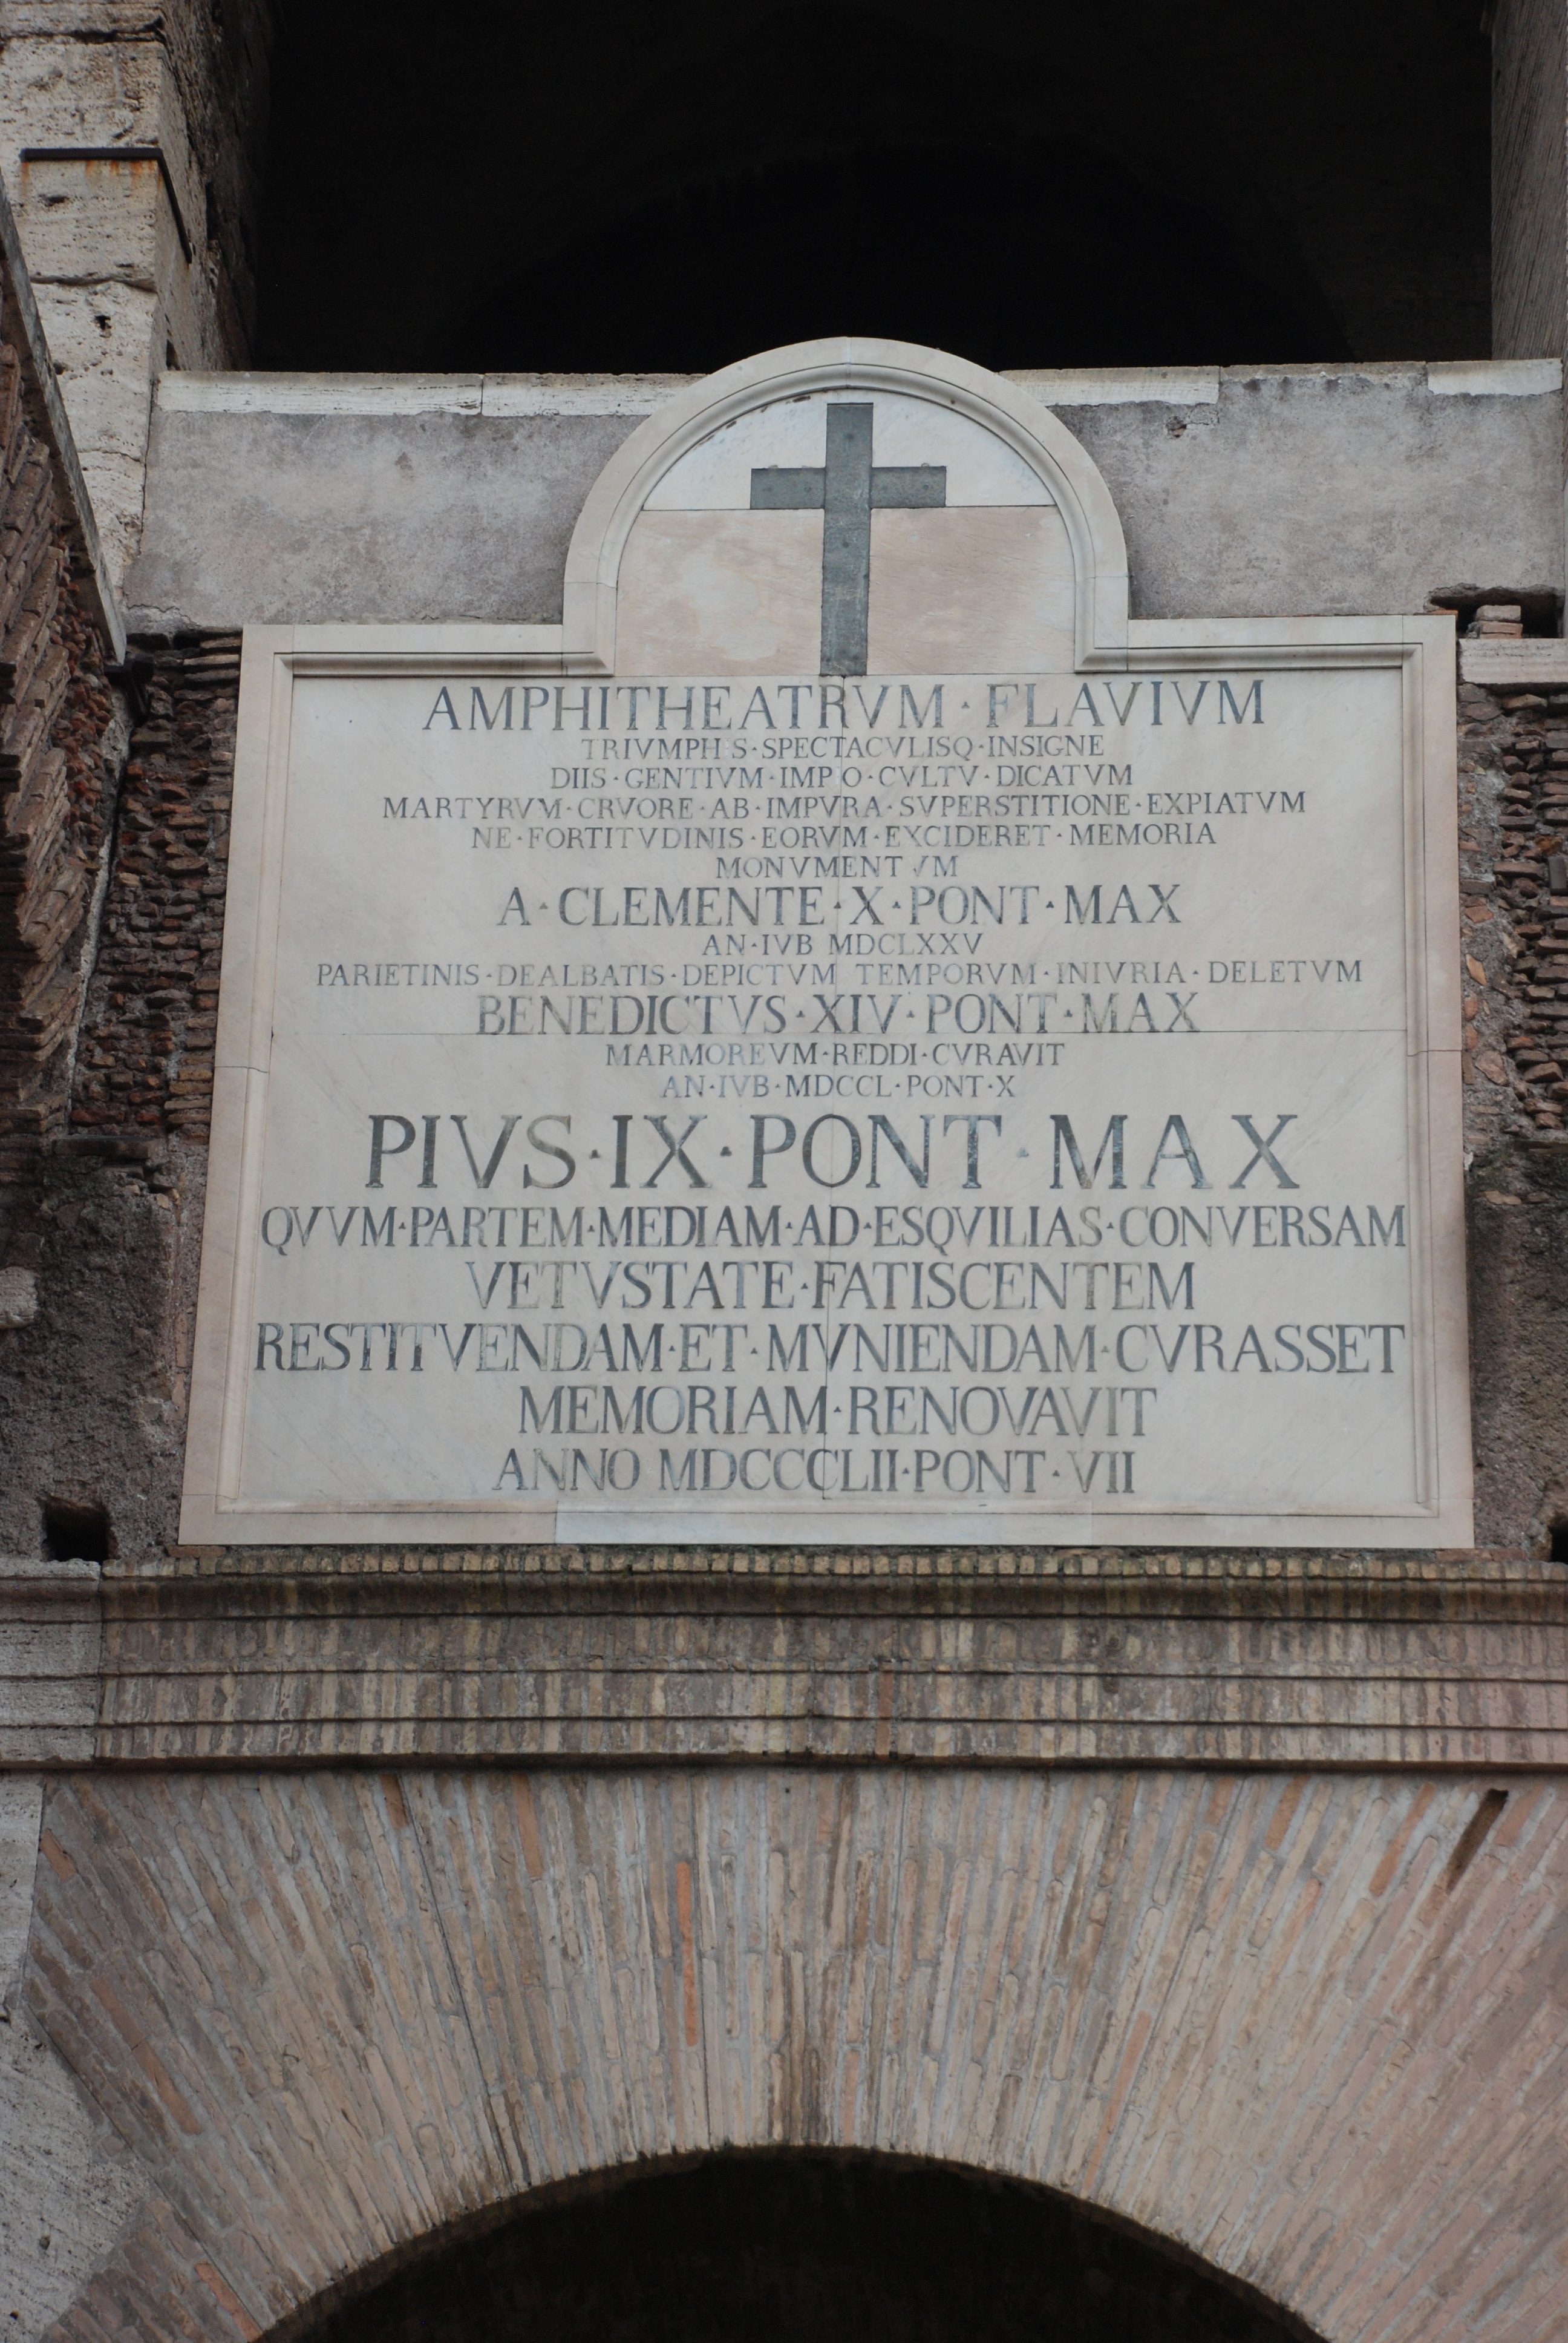 AMPHITHEATRVM · FLAVIVM
TRIVMPHIS · SPECTACVLISQ · INSIGNE
DIIS · GENTIVM · IMPIO · CVLTV · DICATVM
MARTYRVM · CRVORE · AB · IMPVRA · SVPERSTITIONE · EXPIATVM
NE · FORTITVDINIS · EORVM · EXCIDERET · MEMORIA
MONVMENTVM
A · CLEMENTE · X · PONT · MAX
AN · IVB MDCLXXV
PARIETINIS · DEALBATIS · DEPICTVM TEMPORVM · INIVRIA · DELETVM
BENEDICTVS · XIV · PONT · MAX
MARMOREVM · REDDI · CVRAVIT
AN · IVB · MDCCL · PONT · X
PIVS · IX · PONT · MAX
QVVM · PARTEM · MEDIAM · AD · ESQVILIAS · CONVERSAM
VETVSTATE · FATISCENTEM
RESTITVENDAM · ET · MVNIENDAM · CVRASSET
MEMORIAM · RENOVAVIT
ANNO MDCCCLII · PONT · VII